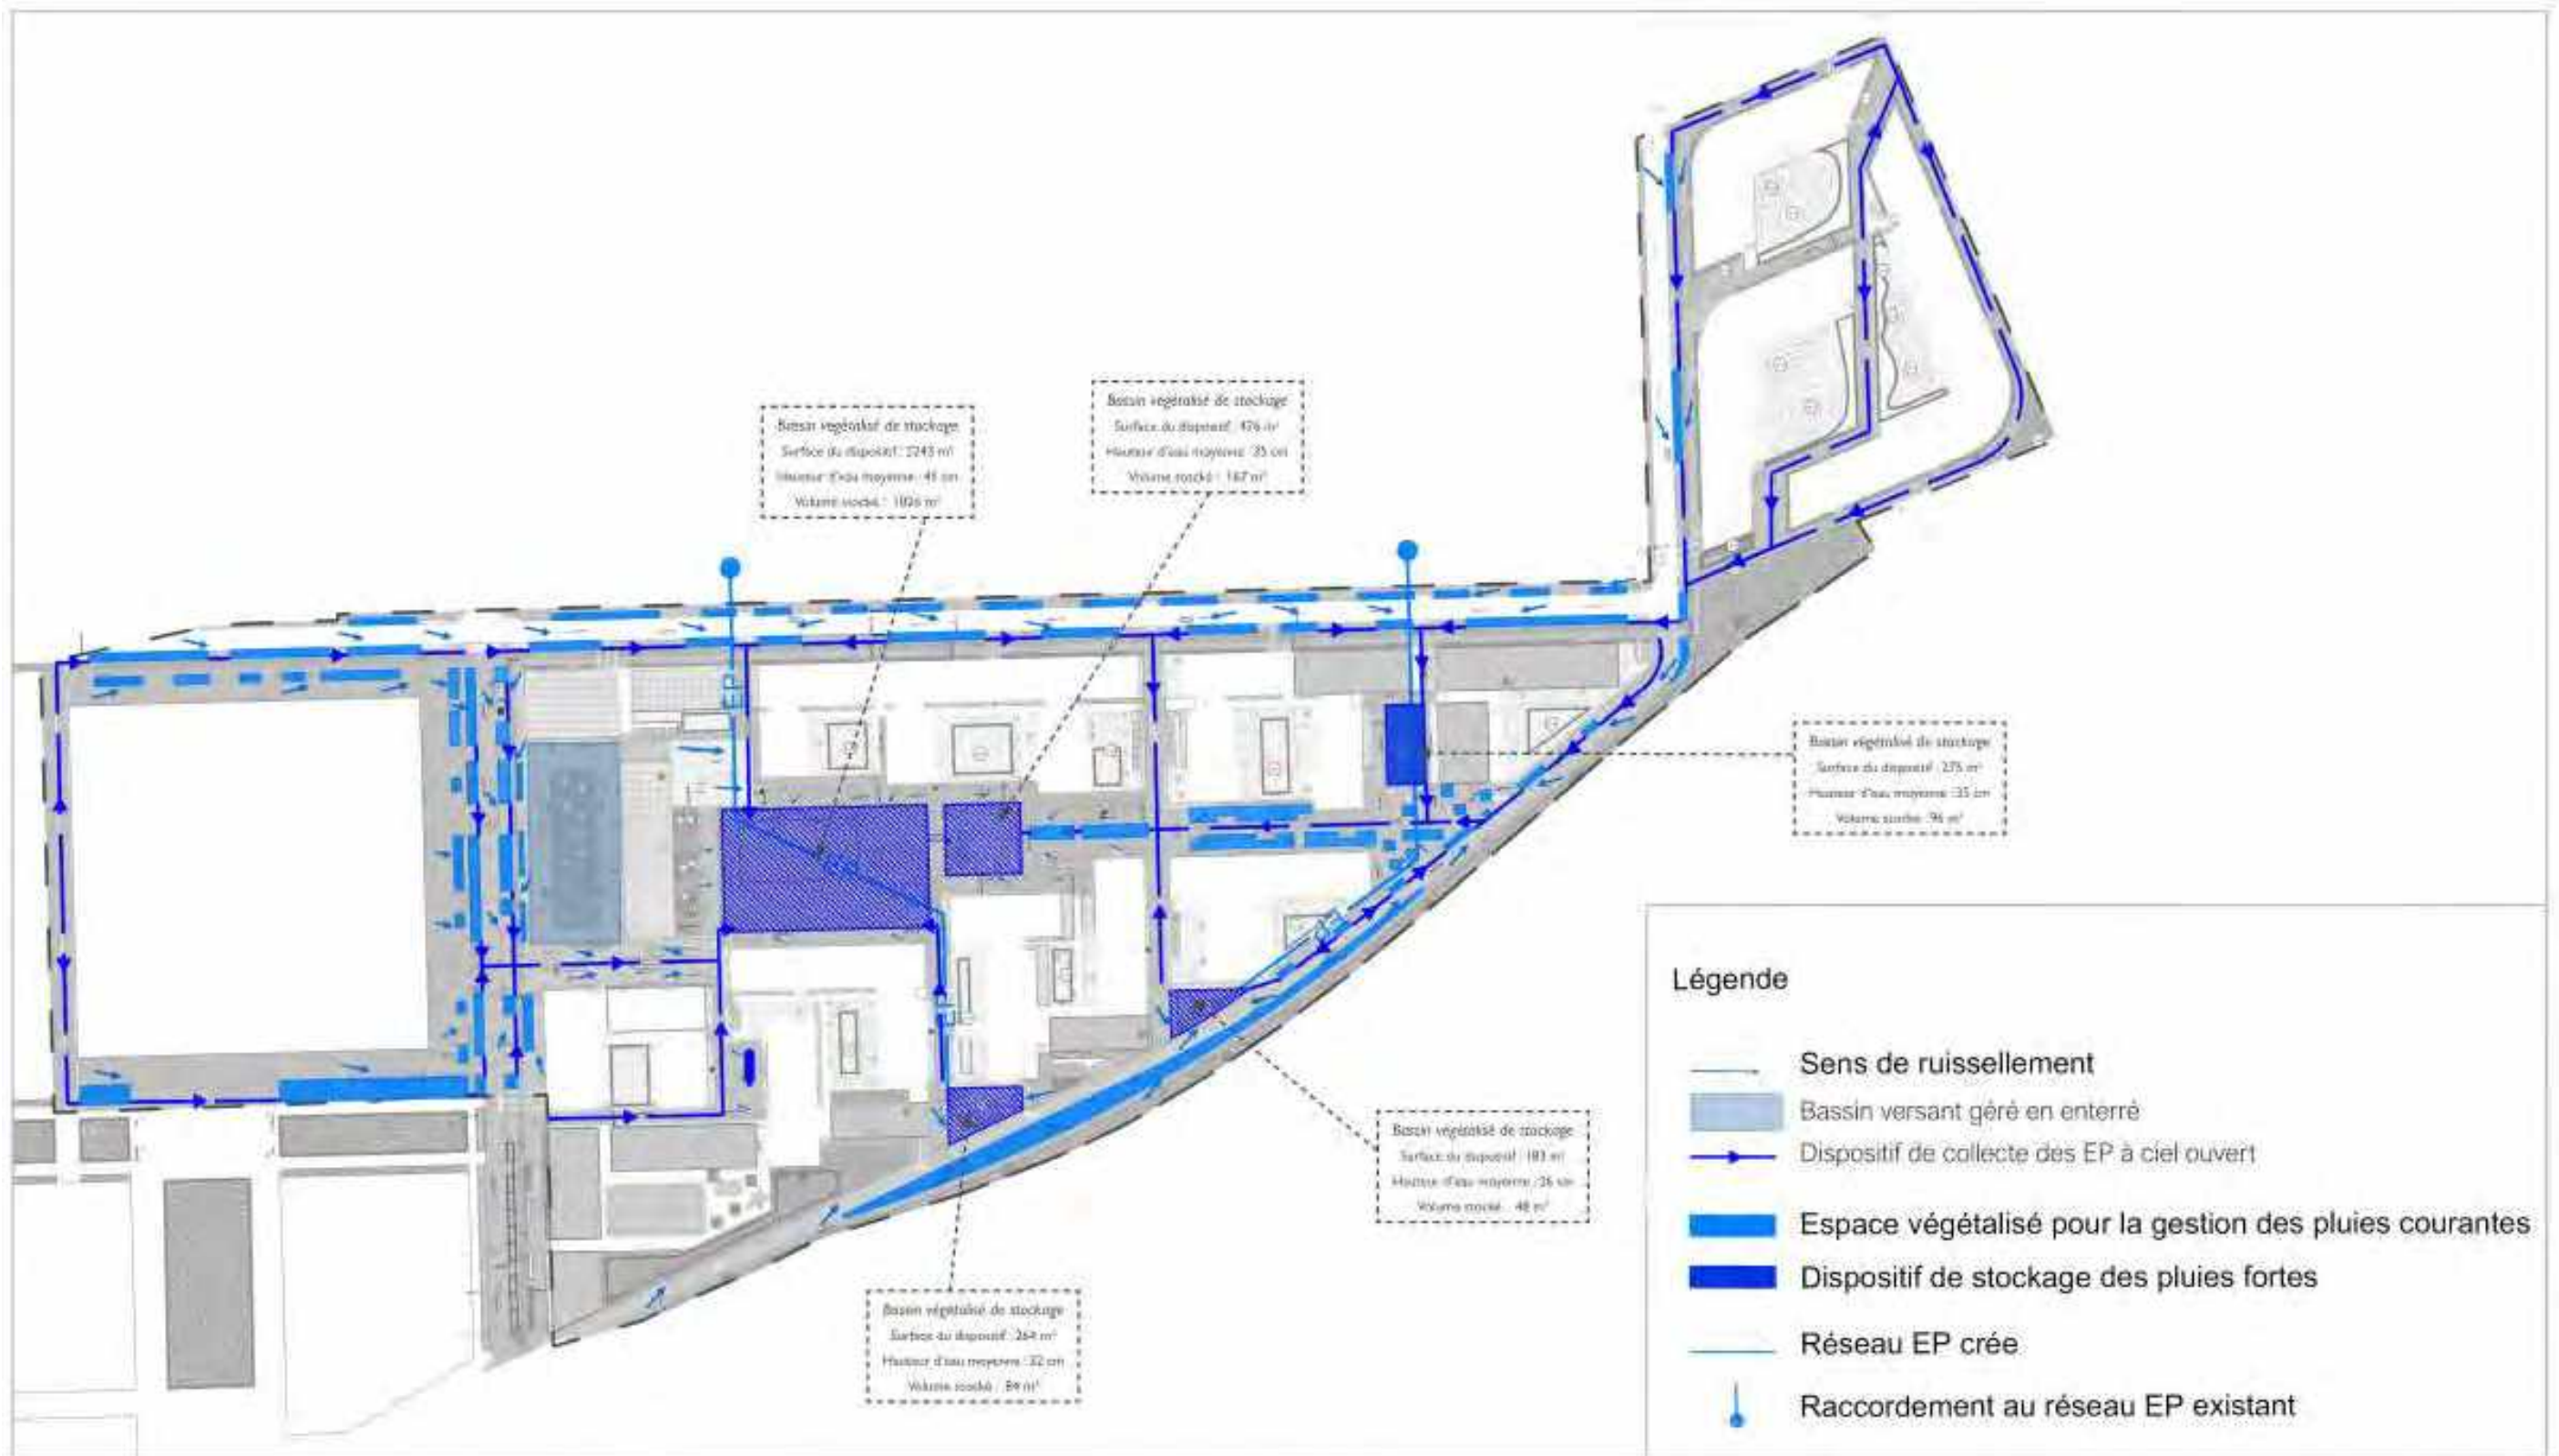 Bassin végétalisé de stockage
Surface du dispositif : 2243 m²
Hauteur d'eau moyenne : 45 cm
Volume stocké : m³
Bassin végétalisé de stockage
Surface du dispositif : 476 m²
Hauteur d'eau moyenne : 35 cm
Volume stocké : 167 m³
Bassin végétalisé de stockage
Surface du dispositif : 275 m²
Hauteur d'eau moyenne : 35 cm
Volume stocké : 96 m³
Bassin végétalisé de stockage
Surface du dispositif : 183 m²
Hauteur d'eau moyenne : 26 cm
Volume stocké : 48 m³
Bassin végétalisé de stockage
Surface du dispositif : 264 m²
Hauteur d'eau moyenne : 32 cm
Volume stocké : 84 m³
Légende
Sens de ruissellement
Bassin versant géré en enterré
Dispositif de collecte des EP à ciel ouvert
Espace végétalisé pour la gestion des pluies courantes
Dispositif de stockage des pluies fortes
Réseau EP crée
Raccordement au réseau EP existant